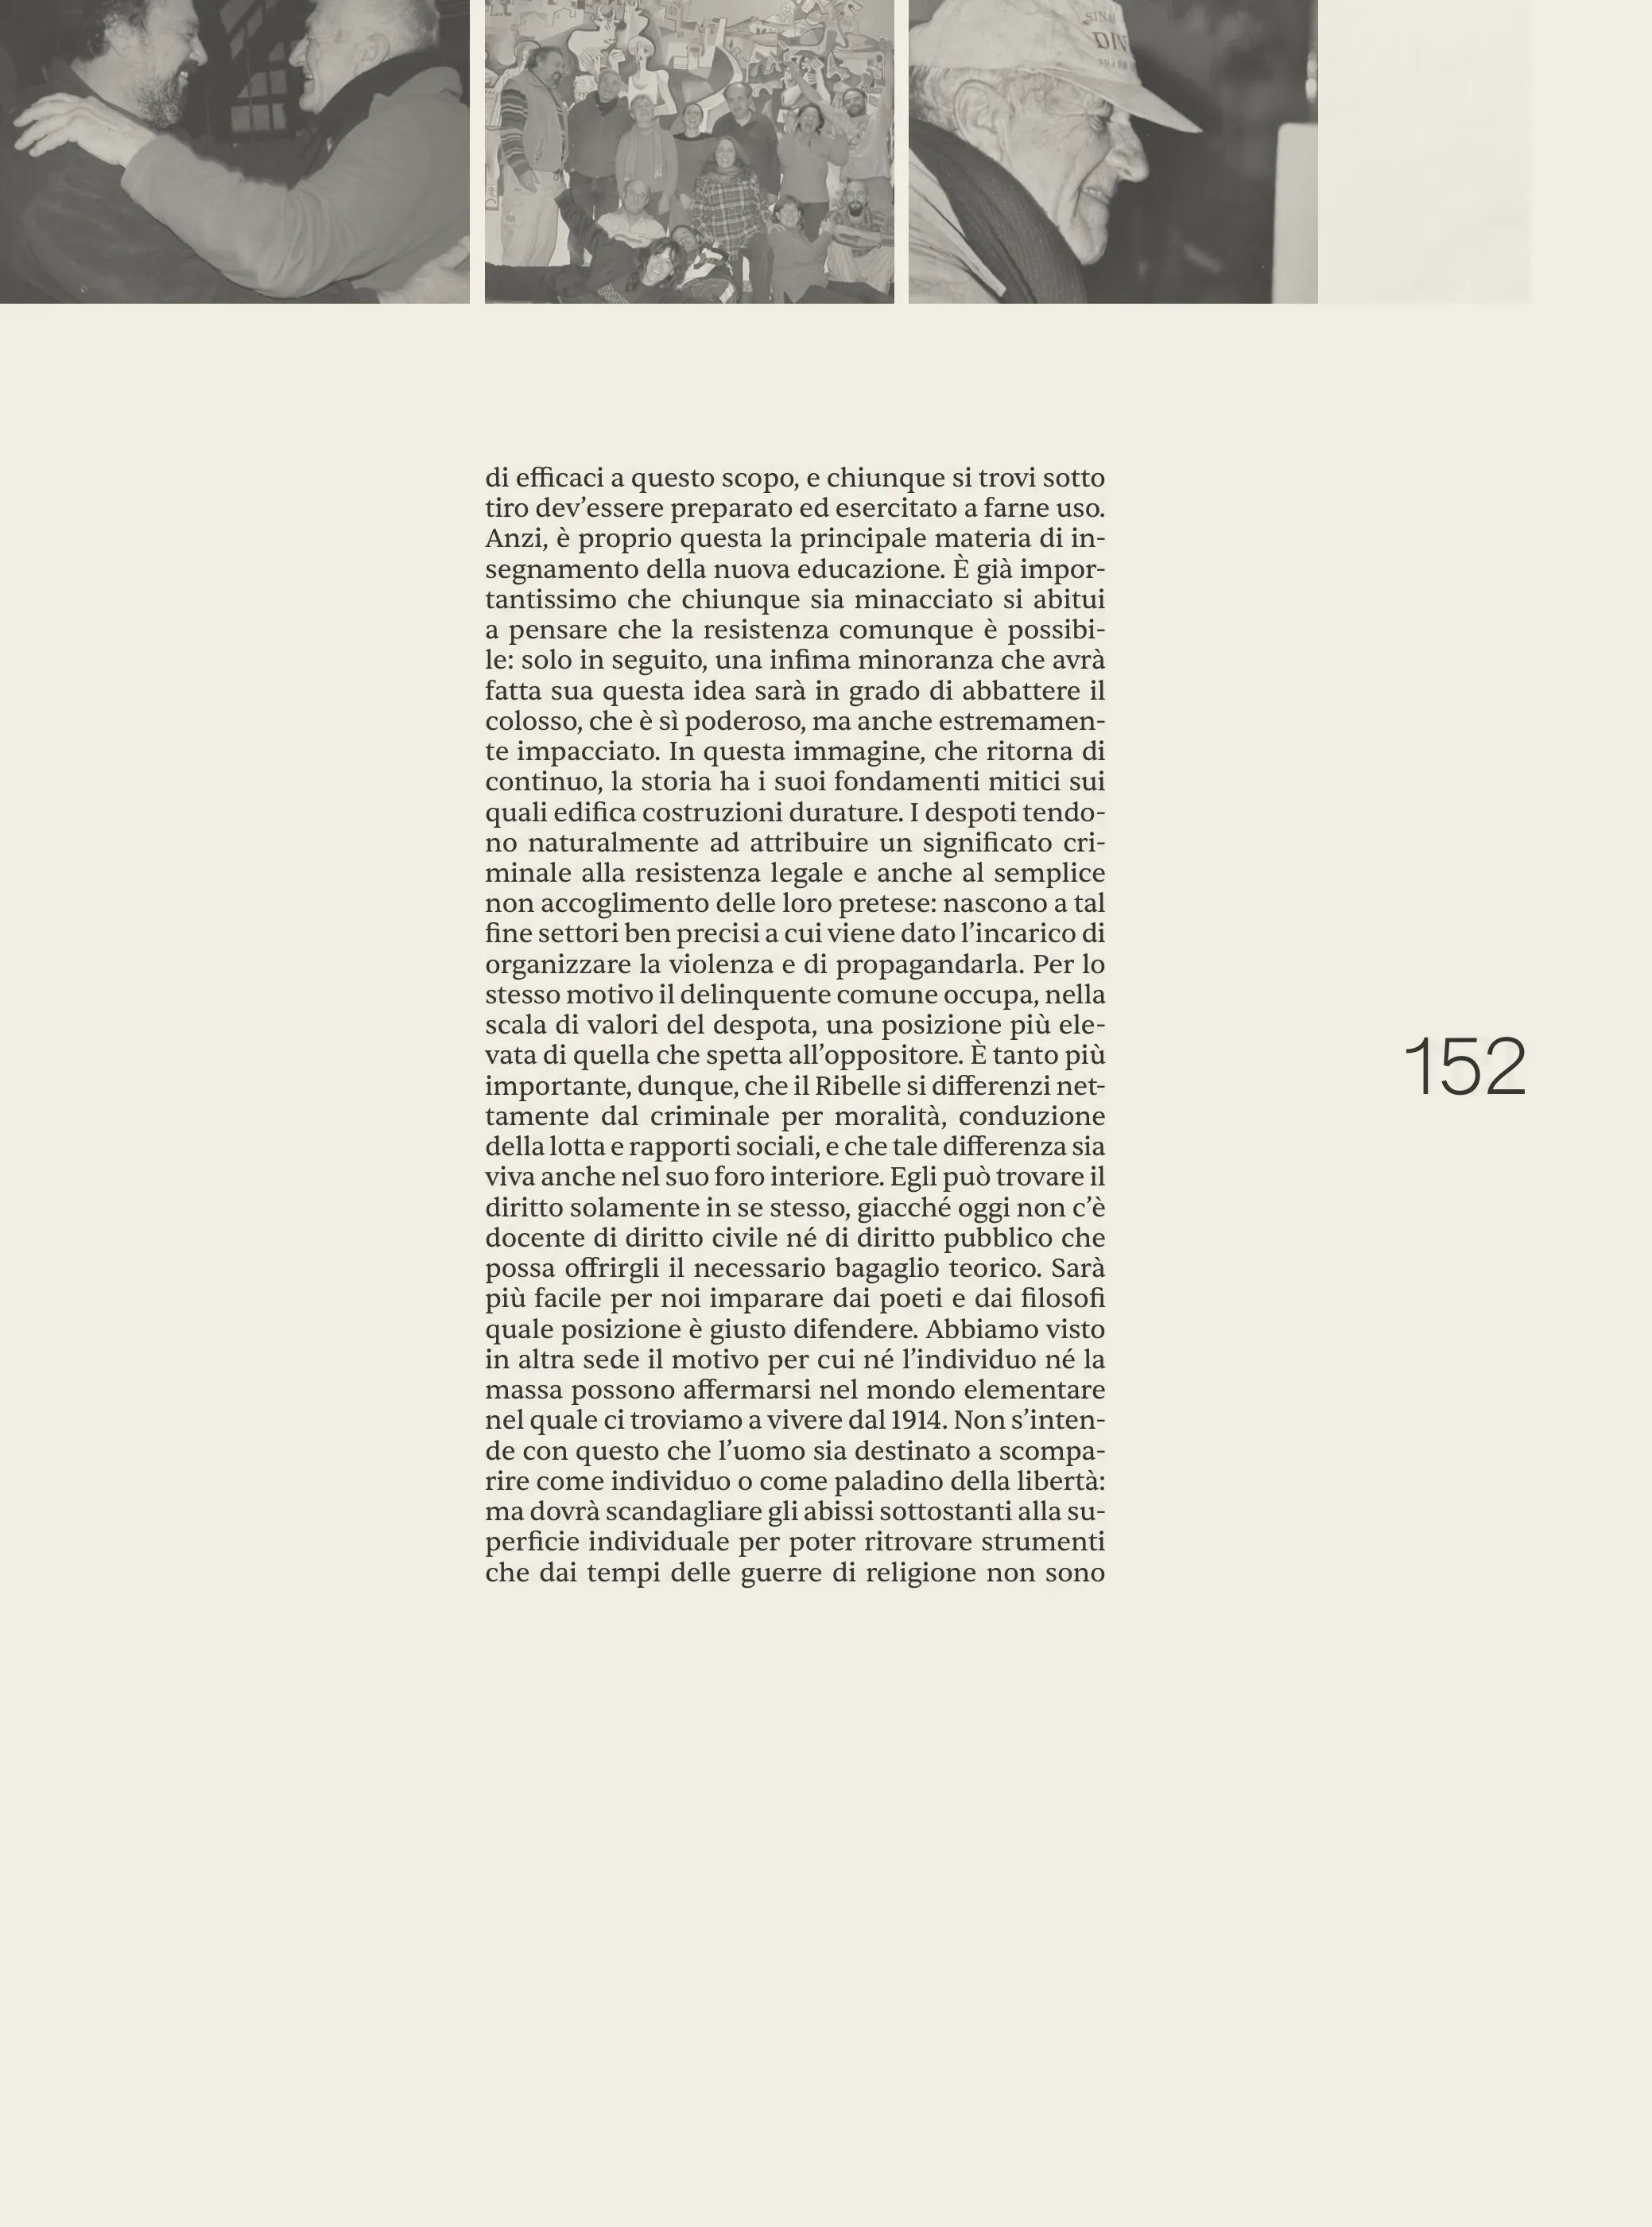 SING
DIV
di efficaci a questo scopo, e chiunque si trovi sotto
tiro dev’essere preparato ed esercitato a farne uso.
Anzi, è proprio questa la principale materia di in-
segnamento della nuova educazione. È già impor-
tantissimo che chiunque sia minacciato si abitui
a pensare che la resistenza comunque è possibi-
le: solo in seguito, una infima minoranza che avrà
fatta sua questa idea sarà in grado di abbattere il
colosso, che è sì poderoso, ma anche estremamen-
te impacciato. In questa immagine, che ritorna di
continuo, la storia ha i suoi fondamenti mitici sui
quali edifica costruzioni durature. I despoti tendo-
no naturalmente ad attribuire un significato cri-
minale alla resistenza legale e anche al semplice
non accoglimento delle loro pretese: nascono a tal
fine settori ben precisi a cui viene dato l’incarico di
organizzare la violenza e di propagandarla. Per lo
stesso motivo il delinquente comune occupa, nella
scala di valori del despota, una posizione più ele-
vata di quella che spetta all’oppositore. È tanto più
importante, dunque, che il Ribelle si differenzi net-
tamente dal criminale per moralità, conduzione
della lotta e rapporti sociali, e che tale differenza sia
viva anche nel suo foro interiore. Egli può trovare il
diritto solamente in se stesso, giacché oggi non c’è
docente di diritto civile né di diritto pubblico che
possa offrirgli il necessario bagaglio teorico. Sarà
più facile per noi imparare dai poeti e dai filosofi
quale posizione è giusto difendere. Abbiamo visto
in altra sede il motivo per cui né l’individuo né la
massa possono affermarsi nel mondo elementare
nel quale ci troviamo a vivere dal 1914. Non s’inten-
de con questo che l’uomo sia destinato a scompa-
rire come individuo o come paladino della libertà:
ma dovrà scandagliare gli abissi sottostanti alla su-
perficie individuale per poter ritrovare strumenti
che dai tempi delle guerre di religione non sono
152